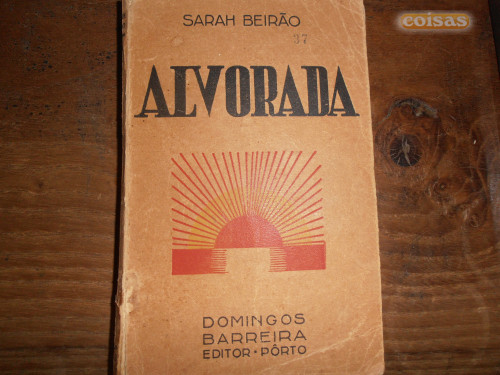 coisas
SARAH BEIRÃO
37
ALVORADA
DOMINGOS
BARREIRA
EDITOR · PÔRTO